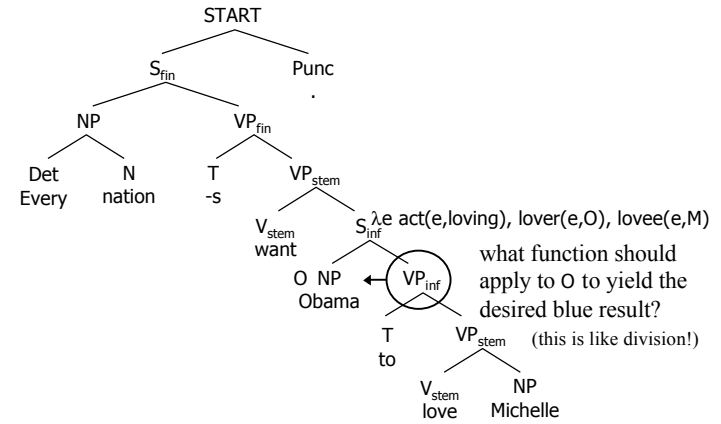 START
S_fin Punc
.
NP VP_fin
Det N T VP_stem
Every nation -s
V_stem S_inf λe act(e,loving), lover(e,O), lovee(e,M)
want
what function should
O NP VP_inf apply to O to yield the
Obama desired blue result?
T VP_stem (this is like division!)
to
V_stem NP
love Michelle